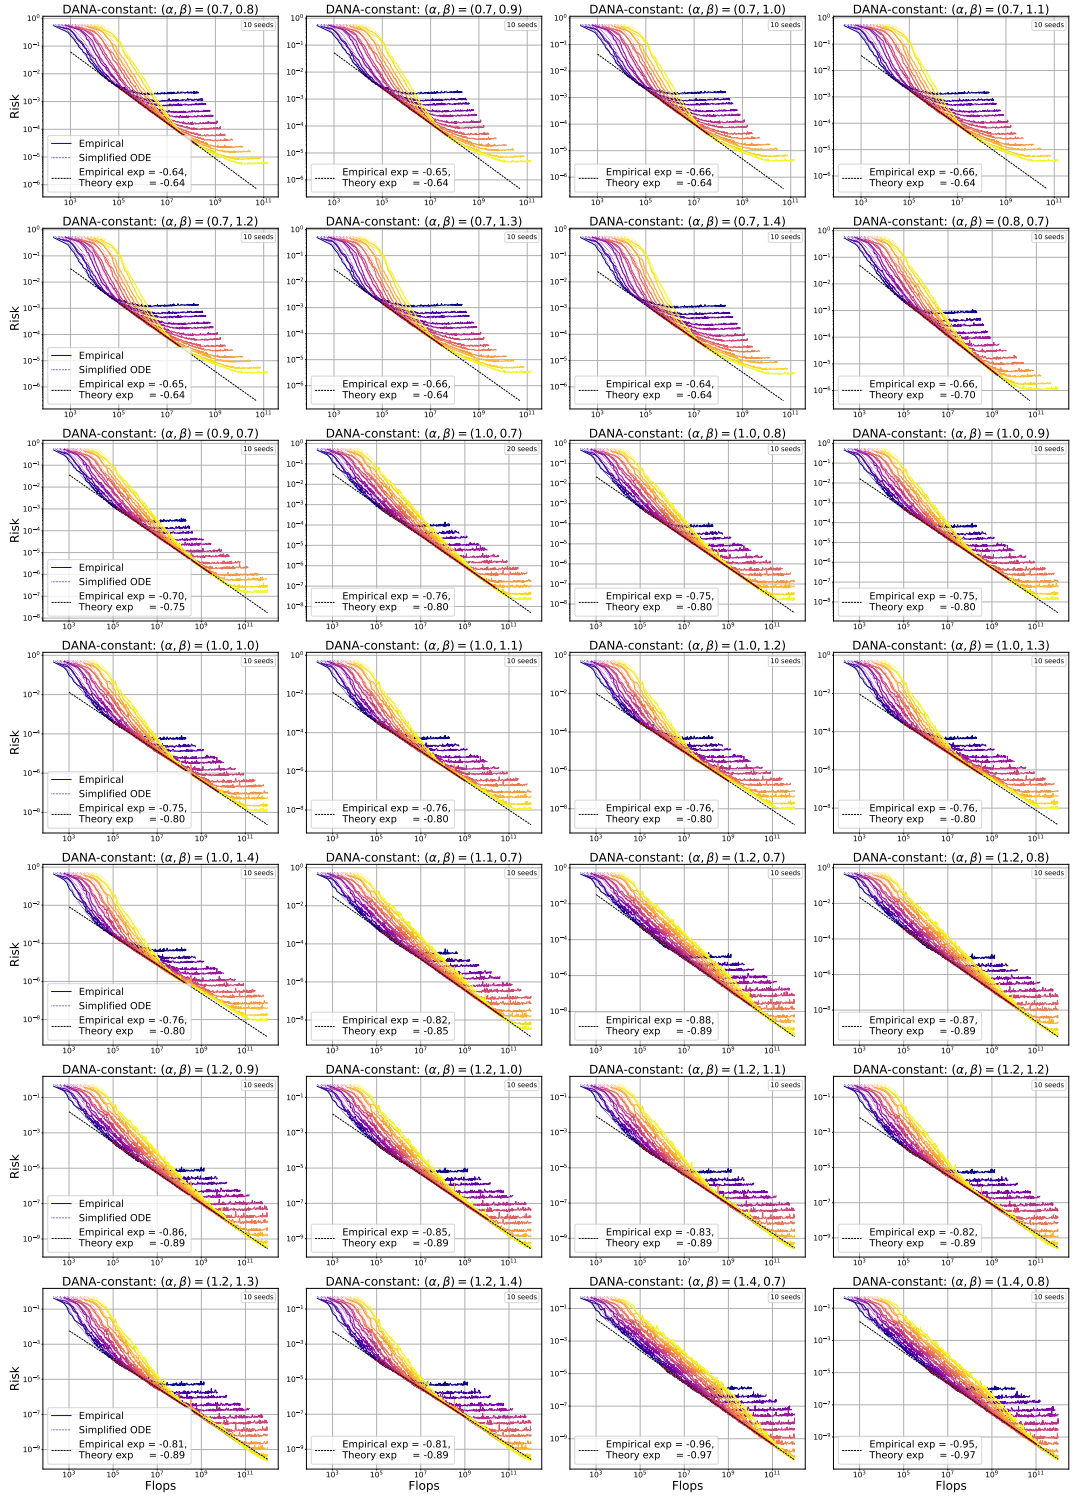 DANA-constant: (α, β) = (0.7, 0.8)
DANA-constant: (α, β) = (0.7, 0.9)
DANA-constant: (α, β) = (0.7, 1.0)
DANA-constant: (α, β) = (0.7, 1.1)
10 seeds
10 seeds
10 seeds
10 seeds
Risk
Empirical
Simplified ODE
Empirical exp = -0.64,
Theory exp = -0.64
Empirical exp = -0.65,
Theory exp = -0.64
Empirical exp = -0.66,
Theory exp = -0.64
Empirical exp = -0.66,
Theory exp = -0.64
DANA-constant: (α, β) = (0.7, 1.2)
DANA-constant: (α, β) = (0.7, 1.3)
DANA-constant: (α, β) = (0.7, 1.4)
DANA-constant: (α, β) = (0.8, 0.7)
10 seeds
10 seeds
10 seeds
10 seeds
Risk
Empirical
Simplified ODE
Empirical exp = -0.65,
Theory exp = -0.64
Empirical exp = -0.66,
Theory exp = -0.64
Empirical exp = -0.64,
Theory exp = -0.64
Empirical exp = -0.66,
Theory exp = -0.70
DANA-constant: (α, β) = (0.9, 0.7)
DANA-constant: (α, β) = (1.0, 0.7)
DANA-constant: (α, β) = (1.0, 0.8)
DANA-constant: (α, β) = (1.0, 0.9)
10 seeds
20 seeds
10 seeds
10 seeds
Risk
Empirical
Simplified ODE
Empirical exp = -0.70,
Theory exp = -0.75
Empirical exp = -0.76,
Theory exp = -0.80
Empirical exp = -0.75,
Theory exp = -0.80
Empirical exp = -0.75,
Theory exp = -0.80
DANA-constant: (α, β) = (1.0, 1.0)
DANA-constant: (α, β) = (1.0, 1.1)
DANA-constant: (α, β) = (1.0, 1.2)
DANA-constant: (α, β) = (1.0, 1.3)
10 seeds
10 seeds
10 seeds
10 seeds
Risk
Empirical
Simplified ODE
Empirical exp = -0.75,
Theory exp = -0.80
Empirical exp = -0.76,
Theory exp = -0.80
Empirical exp = -0.76,
Theory exp = -0.80
Empirical exp = -0.76,
Theory exp = -0.80
DANA-constant: (α, β) = (1.0, 1.4)
DANA-constant: (α, β) = (1.1, 0.7)
DANA-constant: (α, β) = (1.2, 0.7)
DANA-constant: (α, β) = (1.2, 0.8)
10 seeds
10 seeds
10 seeds
10 seeds
Risk
Empirical
Simplified ODE
Empirical exp = -0.76,
Theory exp = -0.80
Empirical exp = -0.82,
Theory exp = -0.85
Empirical exp = -0.88,
Theory exp = -0.89
Empirical exp = -0.87,
Theory exp = -0.89
DANA-constant: (α, β) = (1.2, 0.9)
DANA-constant: (α, β) = (1.2, 1.0)
DANA-constant: (α, β) = (1.2, 1.1)
DANA-constant: (α, β) = (1.2, 1.2)
10 seeds
10 seeds
10 seeds
10 seeds
Risk
Empirical
Simplified ODE
Empirical exp = -0.86,
Theory exp = -0.89
Empirical exp = -0.85,
Theory exp = -0.89
Empirical exp = -0.83,
Theory exp = -0.89
Empirical exp = -0.82,
Theory exp = -0.89
DANA-constant: (α, β) = (1.2, 1.3)
DANA-constant: (α, β) = (1.2, 1.4)
DANA-constant: (α, β) = (1.4, 0.7)
DANA-constant: (α, β) = (1.4, 0.8)
10 seeds
10 seeds
10 seeds
10 seeds
Risk
Empirical
Simplified ODE
Empirical exp = -0.81,
Theory exp = -0.89
Empirical exp = -0.81,
Theory exp = -0.89
Empirical exp = -0.96,
Theory exp = -0.97
Empirical exp = -0.95,
Theory exp = -0.97
Flops
Flops
Flops
Flops